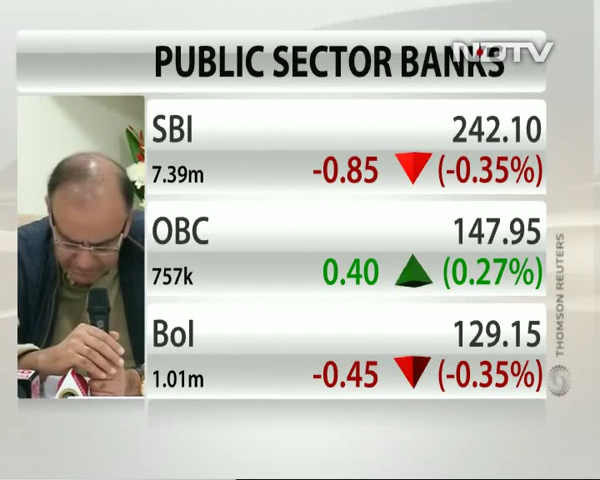 NDTV
PUBLIC SECTOR BANKS
SBI 242.10
7.39m -0.85 (-0.35%)
OBC 147.95
757k 0.40 (0.27%)
BoI 129.15
1.01m -0.45 (-0.35%)
THOMSON REUTERS